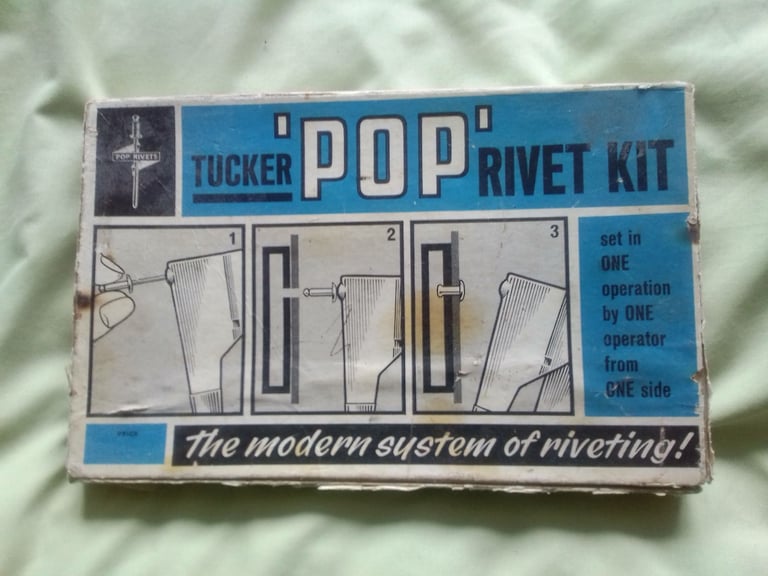 'POP RIVETS'
TUCKER 'POP' RIVET KIT
1
2
3
set in
ONE
operation
by ONE
operator
from
ONE side
PRICE
The modern system of riveting!